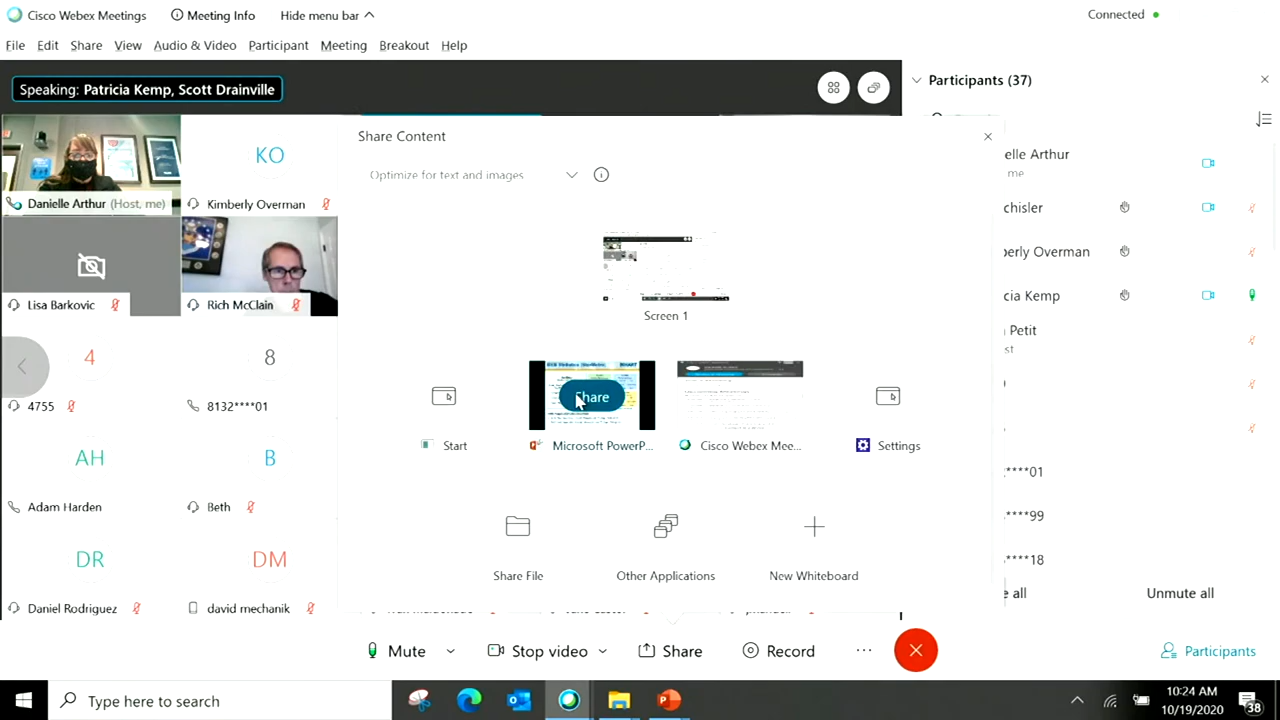 Cisco Webex Meetings
Meeting Info
Hide menu bar
Connected
File Edit Share View Audio & Video Participant Meeting Breakout Help
Speaking: Patricia Kemp, Scott Drainville
Participants (37)
Share Content
elle Arthur
me
KO
Optimize for text and images
Danielle Arthur (Host, me)
Kimberly Overman
chisler
erly Overman
Lisa Barkovic
Rich McClain
cia Kemp
Screen 1
Petit
st
4
8
Share
4755
8132****01
Start
Microsoft PowerP...
Cisco Webex Mee...
Settings
AH
B
****01
Adam Harden
Beth
****99
DR
DM
Share File
Other Applications
New Whiteboard
****18
e all
Unmute all
Daniel Rodriguez
david mechanik
Mute
Stop video
Share
Record
...
Participants
Type here to search
10:24 AM
10/19/2020
38